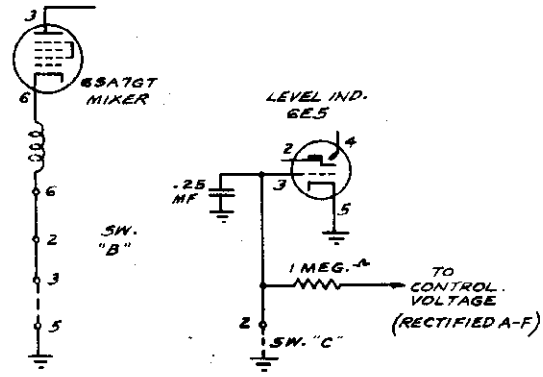 3
6SA7GT
MIXER
6
6
2
SW.
"B"
3
5
LEVEL IND.
6E5
4
2
3
.25
MF
5
1 MEG. Ω
TO
CONTROL.
VOLTAGE
(RECTIFIED A-F)
2
SW. "C"